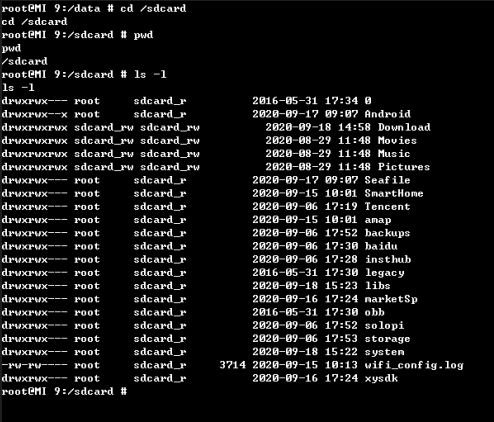 root@MI 9:/data # cd /sdcard
cd /sdcard
root@MI 9:/sdcard # pwd
pwd
/sdcard
root@MI 9:/sdcard # ls -l
ls -l
drwxrwx--- root     sdcard_r          2016-05-31 17:34 0
drwxrwx--x root     sdcard_r          2020-09-17 09:07 Android
drwxrwxrwx sdcard_rw sdcard_rw          2020-09-18 14:58 Download
drwxrwxrwx sdcard_rw sdcard_rw          2020-08-29 11:48 Movies
drwxrwxrwx sdcard_rw sdcard_rw          2020-08-29 11:48 Music
drwxrwxrwx sdcard_rw sdcard_rw          2020-08-29 11:48 Pictures
drwxrwx--- root     sdcard_r          2020-09-17 09:07 Seafile
drwxrwx--- root     sdcard_r          2020-09-15 10:01 SmartHome
drwxrwx--- root     sdcard_r          2020-09-06 17:19 Tencent
drwxrwx--- root     sdcard_r          2020-09-15 10:01 amap
drwxrwx--- root     sdcard_r          2020-09-06 17:52 backups
drwxrwx--- root     sdcard_r          2020-09-06 17:30 baidu
drwxrwx--- root     sdcard_r          2020-09-06 17:28 insthub
drwxrwx--- root     sdcard_r          2016-05-31 17:30 legacy
drwxrwx--- root     sdcard_r          2020-09-18 15:23 libs
drwxrwx--- root     sdcard_r          2020-09-16 17:24 marketSp
drwxrwx--x root     sdcard_r          2016-05-31 17:30 obb
drwxrwx--- root     sdcard_r          2020-09-06 17:52 solopi
drwxrwx--- root     sdcard_r          2020-09-06 17:53 storage
drwxrwx--- root     sdcard_r          2020-09-18 15:22 system
-rw-rw---- root     sdcard_r     3714 2020-09-15 10:13 wifi_config.log
drwxrwx--- root     sdcard_r          2020-09-16 17:24 xysdk
root@MI 9:/sdcard #